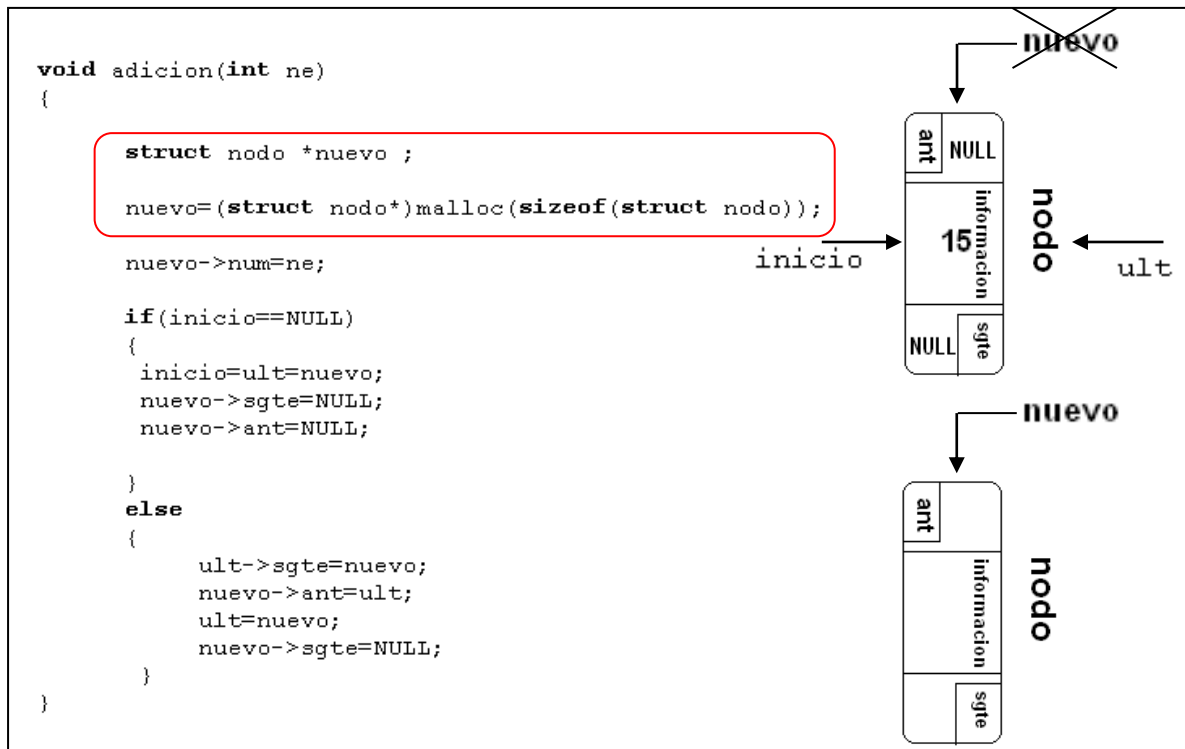 void adicion(int ne)
{
struct nodo *nuevo ;
nuevo=(struct nodo*)malloc(sizeof(struct nodo));
nuevo->num=ne;
if(inicio==NULL)
{
inicio=ult=nuevo;
nuevo->sgte=NULL;
nuevo->ant=NULL;
}
else
{
ult->sgte=nuevo;
nuevo->ant=ult;
ult=nuevo;
nuevo->sgte=NULL;
}
}
nuevo
ant
NULL
15
informacion
nodo
inicio
ult
NULL
sgte
nuevo
ant
informacion
nodo
sgte